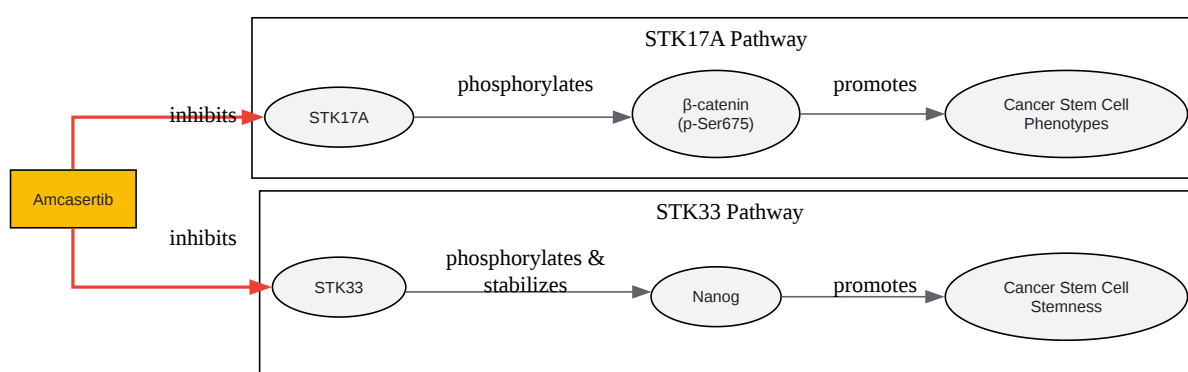 STK17A Pathway
inhibits
STK17A
phosphorylates
β-catenin
(p-Ser675)
promotes
Cancer Stem Cell
Phenotypes
Amcasertib
STK33 Pathway
inhibits
STK33
phosphorylates &
stabilizes
Nanog
promotes
Cancer Stem Cell
Stemness